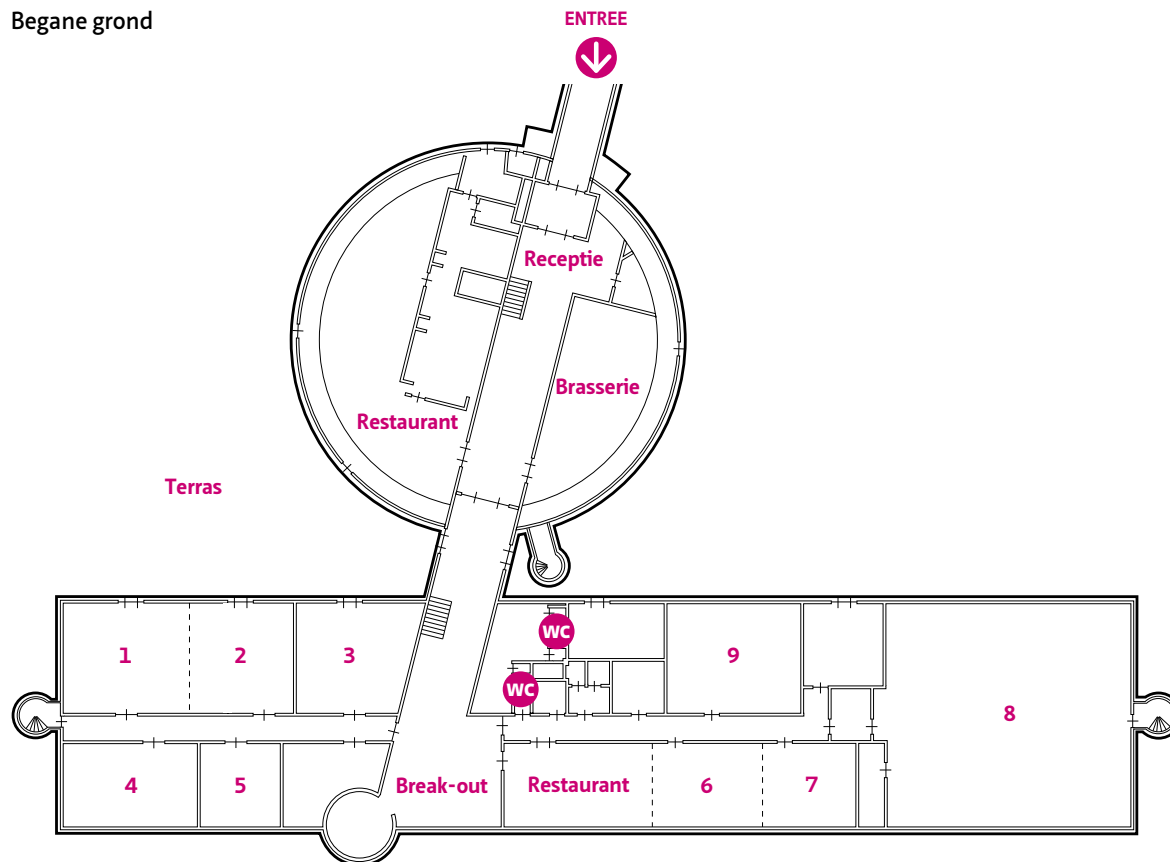 Begane grond
ENTREE
Receptie
Brasserie
Restaurant
Terras
WC
1
2
3
9
WC
8
4
5
Break-out
Restaurant
6
7